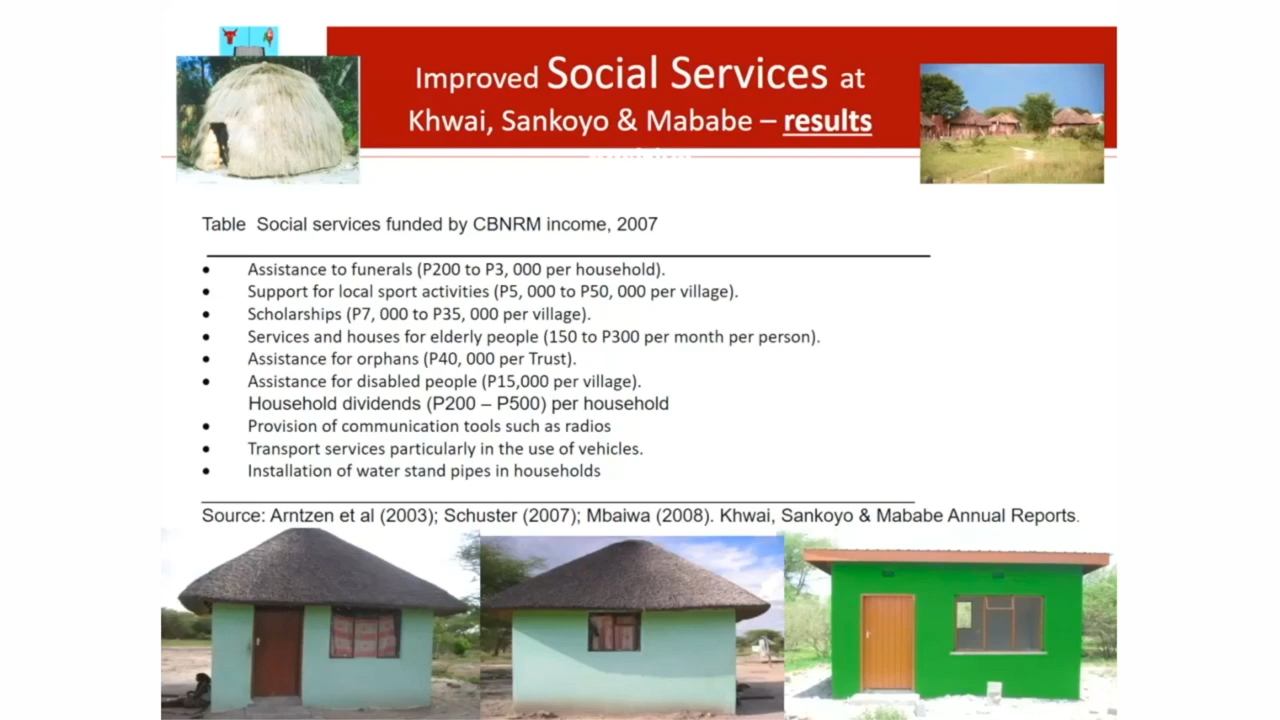 Improved Social Services at
Khwai, Sankoyo & Mababe – results
Table Social services funded by CBNRM income, 2007
• Assistance to funerals (P200 to P3, 000 per household).
• Support for local sport activities (P5, 000 to P50, 000 per village).
• Scholarships (P7, 000 to P35, 000 per village).
• Services and houses for elderly people (150 to P300 per month per person).
• Assistance for orphans (P40, 000 per Trust).
• Assistance for disabled people (P15,000 per village).
Household dividends (P200 – P500) per household
• Provision of communication tools such as radios
• Transport services particularly in the use of vehicles.
• Installation of water stand pipes in households
Source: Arntzen et al (2003); Schuster (2007); Mbaiwa (2008). Khwai, Sankoyo & Mababe Annual Reports.